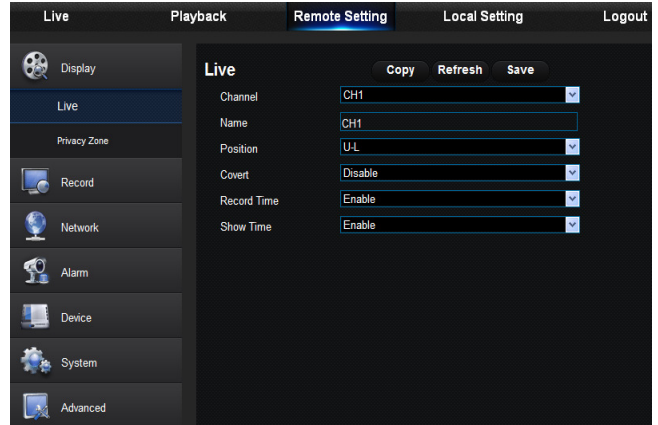 Live Playback Remote Setting Local Setting Logout
Display
Live
Privacy Zone
Record
Network
Alarm
Device
System
Advanced
Live Copy Refresh Save
Channel CH1
Name CH1
Position U-L
Covert Disable
Record Time Enable
Show Time Enable